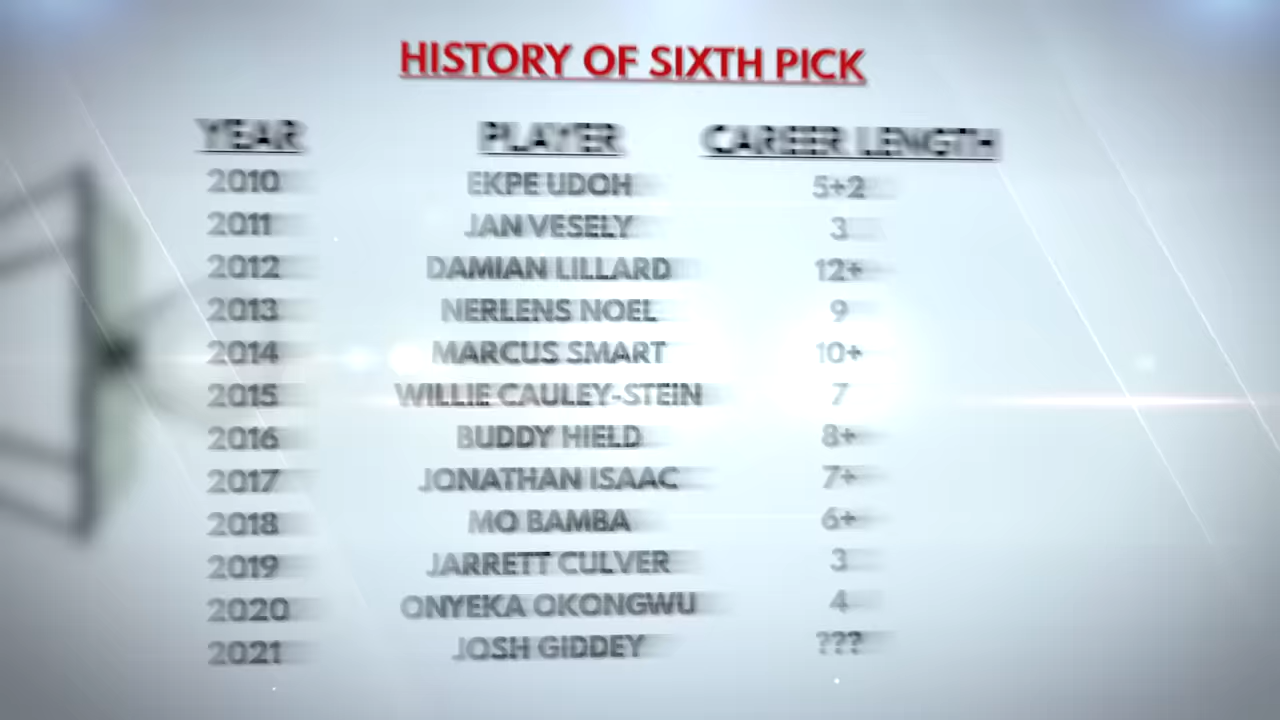 HISTORY OF SIXTH PICK
YEAR PLAYER CAREER LENGTH
2010 EKPE UDOH 5+2
2011 JAN VESELY 3
2012 DAMIAN LILLARD 12+
2013 NERLENS NOEL 9
2014 MARCUS SMART 10+
2015 WILLIE CAULEY-STEIN 7
2016 BUDDY HIELD 8+
2017 JONATHAN ISAAC 7+
2018 MO BAMBA 6+
2019 JARRETT CULVER 3
2020 ONYEKA OKONGWU 4
2021 JOSH GIDDEY ???